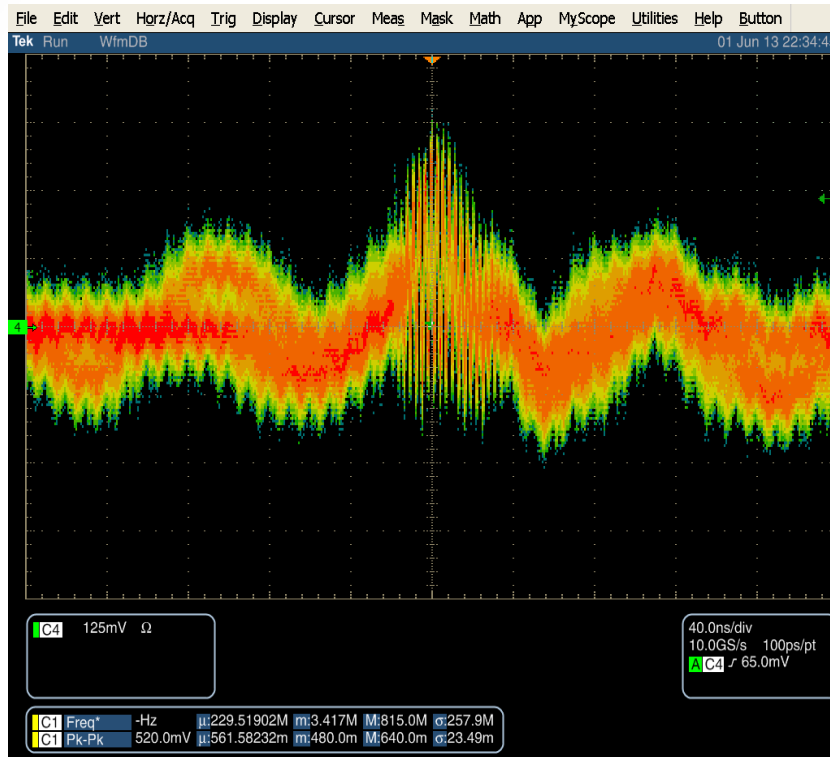 File Edit Vert Horz/Acq Trig Display Cursor Meas Mask Math App MyScope Utilities Help Button
Tek Run WfmDB 01 Jun 13 22:34:4
4
C4 125mV Ω
40.0ns/div
10.0GS/s 100ps/pt
A C4 65.0mV
C1 Freq* -Hz μ:229.51902M m:3.417M M:815.0M σ:257.9M
C1 Pk-Pk 520.0mV μ:561.58232m m:480.0m M:640.0m σ:23.49m